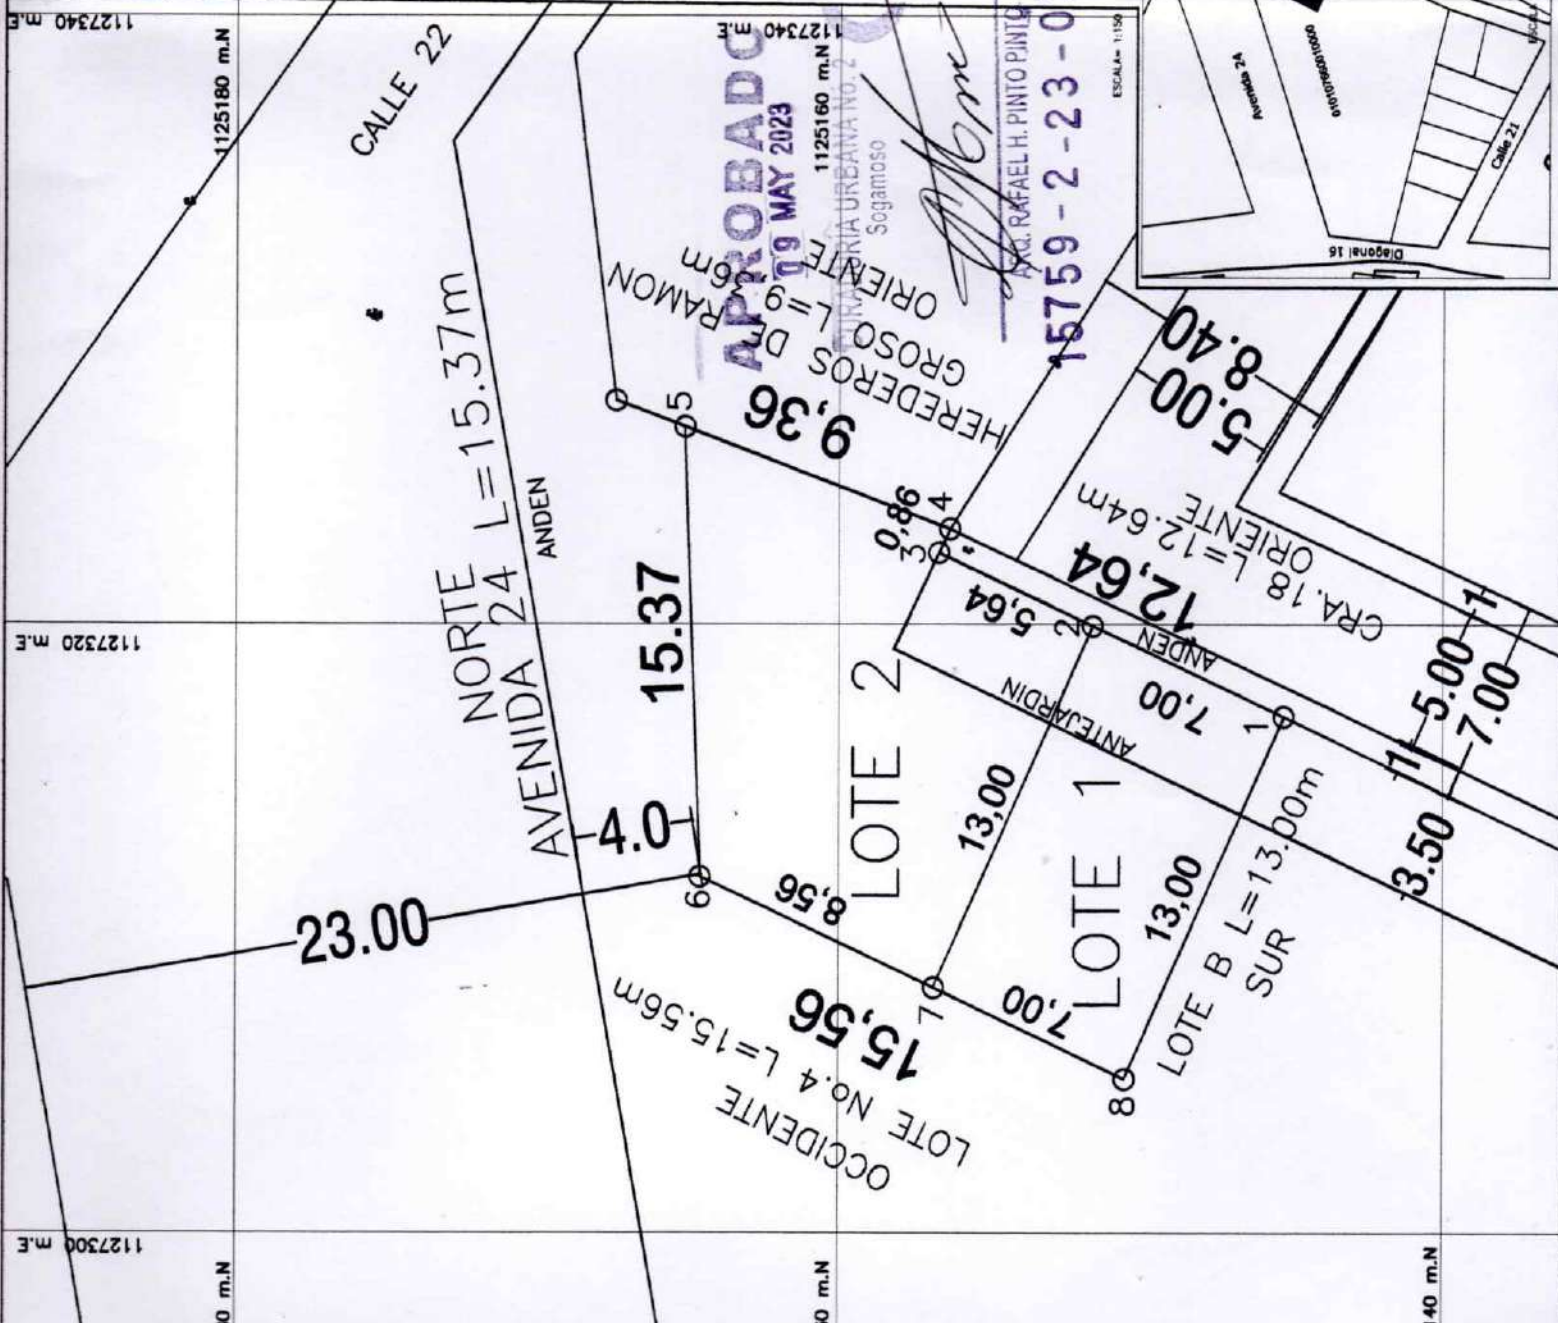 1127340 m.E
1125180 m.N
CALLE 22
1127340 m.E
1125160 m.N
APROBADO
09 MAY 2023
CURADURIA URBANA No. 2
Sogamoso
ARQ. RAFAEL H. PINTO PINTO
15759-2-23-0
ESCALA= 1:150
Avenida 24
010107660010000
Calle 21
Diagonal 16
ESCALA
NORTE
AVENIDA 24 L=15.37m
ANDEN
HEREDEROS DE RAMON
GROSO L=9.36m
ORIENTE
9,36
5
15.37
0,86
4
3
8.40
5.00
1127320 m.E
4.0
23.00
6
LOTE 2
8,56
5,64
2
12,64
CRA.18 L=12.64m
ORIENTE
ANDEN
ANTEJARDIN
7,00
1
13,00
LOTE 1
13,00
5.00
7.00
3.50
OCCIDENTE
LOTE No.4 L=15.56m
15,56
7
7,00
8
LOTE B L=13.00m
SUR
1127300 m.E
0 m.N
60 m.N
140 m.N